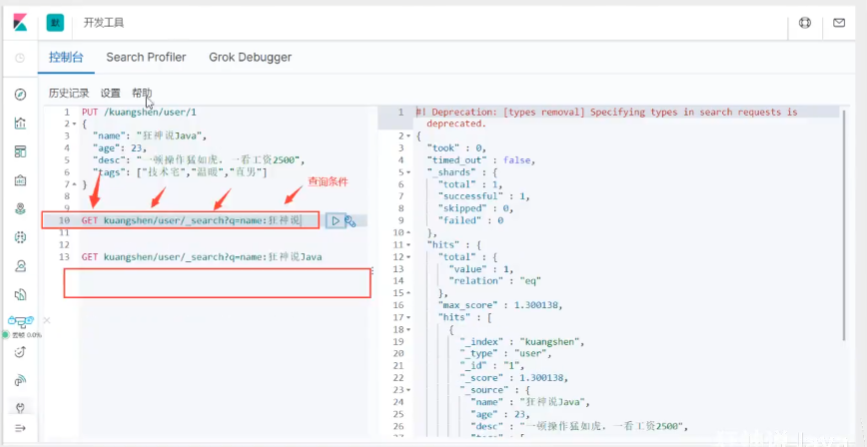 默 开发工具
控制台 Search Profiler Grok Debugger
历史记录 设置 帮助
1 PUT /kuangshen/user/1
2 {
3 "name": "狂神说Java",
4 "age": 23,
5 "desc": "一顿操作猛如虎，一看工资2500",
6 "tags": ["技术宅","温暖","直男"]
7 }
8
查询条件
9
10 GET kuangshen/user/_search?q=name:狂神说
11
12
13 GET kuangshen/user/_search?q=name:狂神说Java
1 #! Deprecation: [types removal] Specifying types in search requests is
deprecated.
2 {
3 "took" : 0,
4 "timed_out" : false,
5 "_shards" : {
6 "total" : 1,
7 "successful" : 1,
8 "skipped" : 0,
9 "failed" : 0
10 },
11 "hits" : {
12 "total" : {
13 "value" : 1,
14 "relation" : "eq"
15 },
16 "max_score" : 1.300138,
17 "hits" : [
18 {
19 "_index" : "kuangshen",
20 "_type" : "user",
21 "_id" : "1",
22 "_score" : 1.300138,
23 "_source" : {
24 "name" : "狂神说Java",
25 "age" : 23,
26 "desc" : "一顿操作猛如虎，一看工资2500",
0.0%